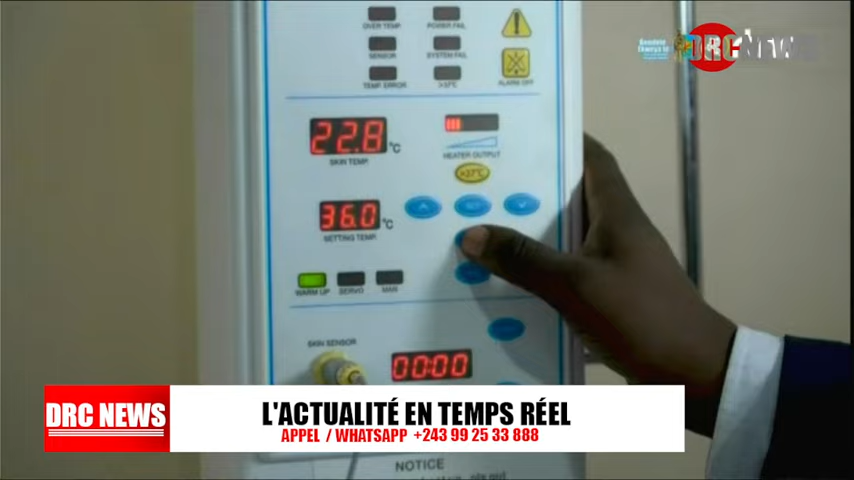 OVER TEMP.
POWER FAIL
SENSOR
SYSTEM FAIL
TEMP. ERROR
>37℃
ALARM OFF
DRC NEWS
22.8 °C
SKIN TEMP.
HEATER OUTPUT
>37℃
36.0 °C
SETTING TEMP.
WARM UP
SERVO
MAN
SKIN SENSOR
00:00
DRC NEWS
L'ACTUALITÉ EN TEMPS RÉEL
APPEL / WHATSAPP +243 99 25 33 888
NOTICE